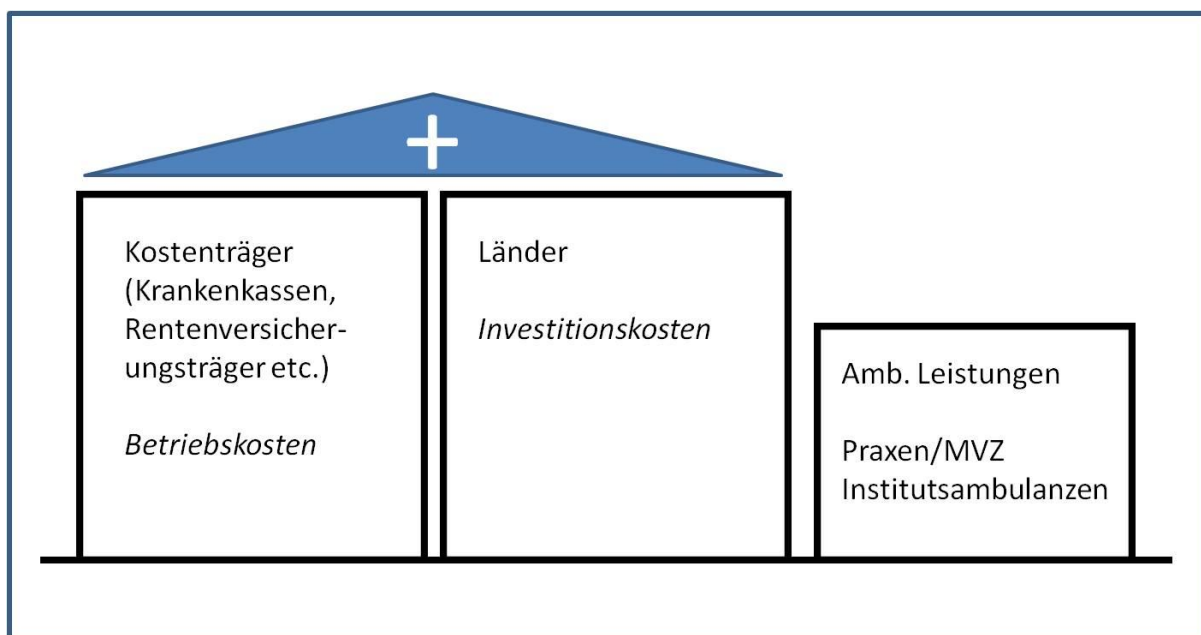 +
Kostenträger
(Krankenkassen,
Rentenversicher-
ungsträger etc.)
Betriebskosten
Länder
Investitionskosten
Amb. Leistungen
Praxen/MVZ
Institutsambulanzen